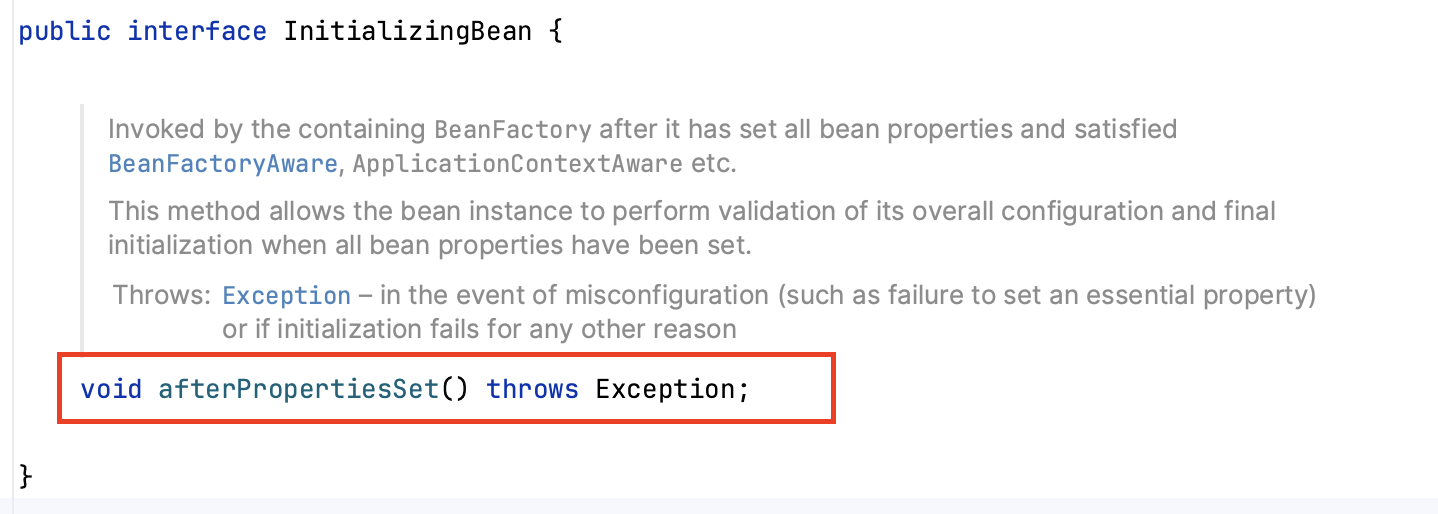 public interface InitializingBean {
Invoked by the containing BeanFactory after it has set all bean properties and satisfied
BeanFactoryAware, ApplicationContextAware etc.
This method allows the bean instance to perform validation of its overall configuration and final
initialization when all bean properties have been set.
Throws: Exception – in the event of misconfiguration (such as failure to set an essential property)
or if initialization fails for any other reason
void afterPropertiesSet() throws Exception;
}